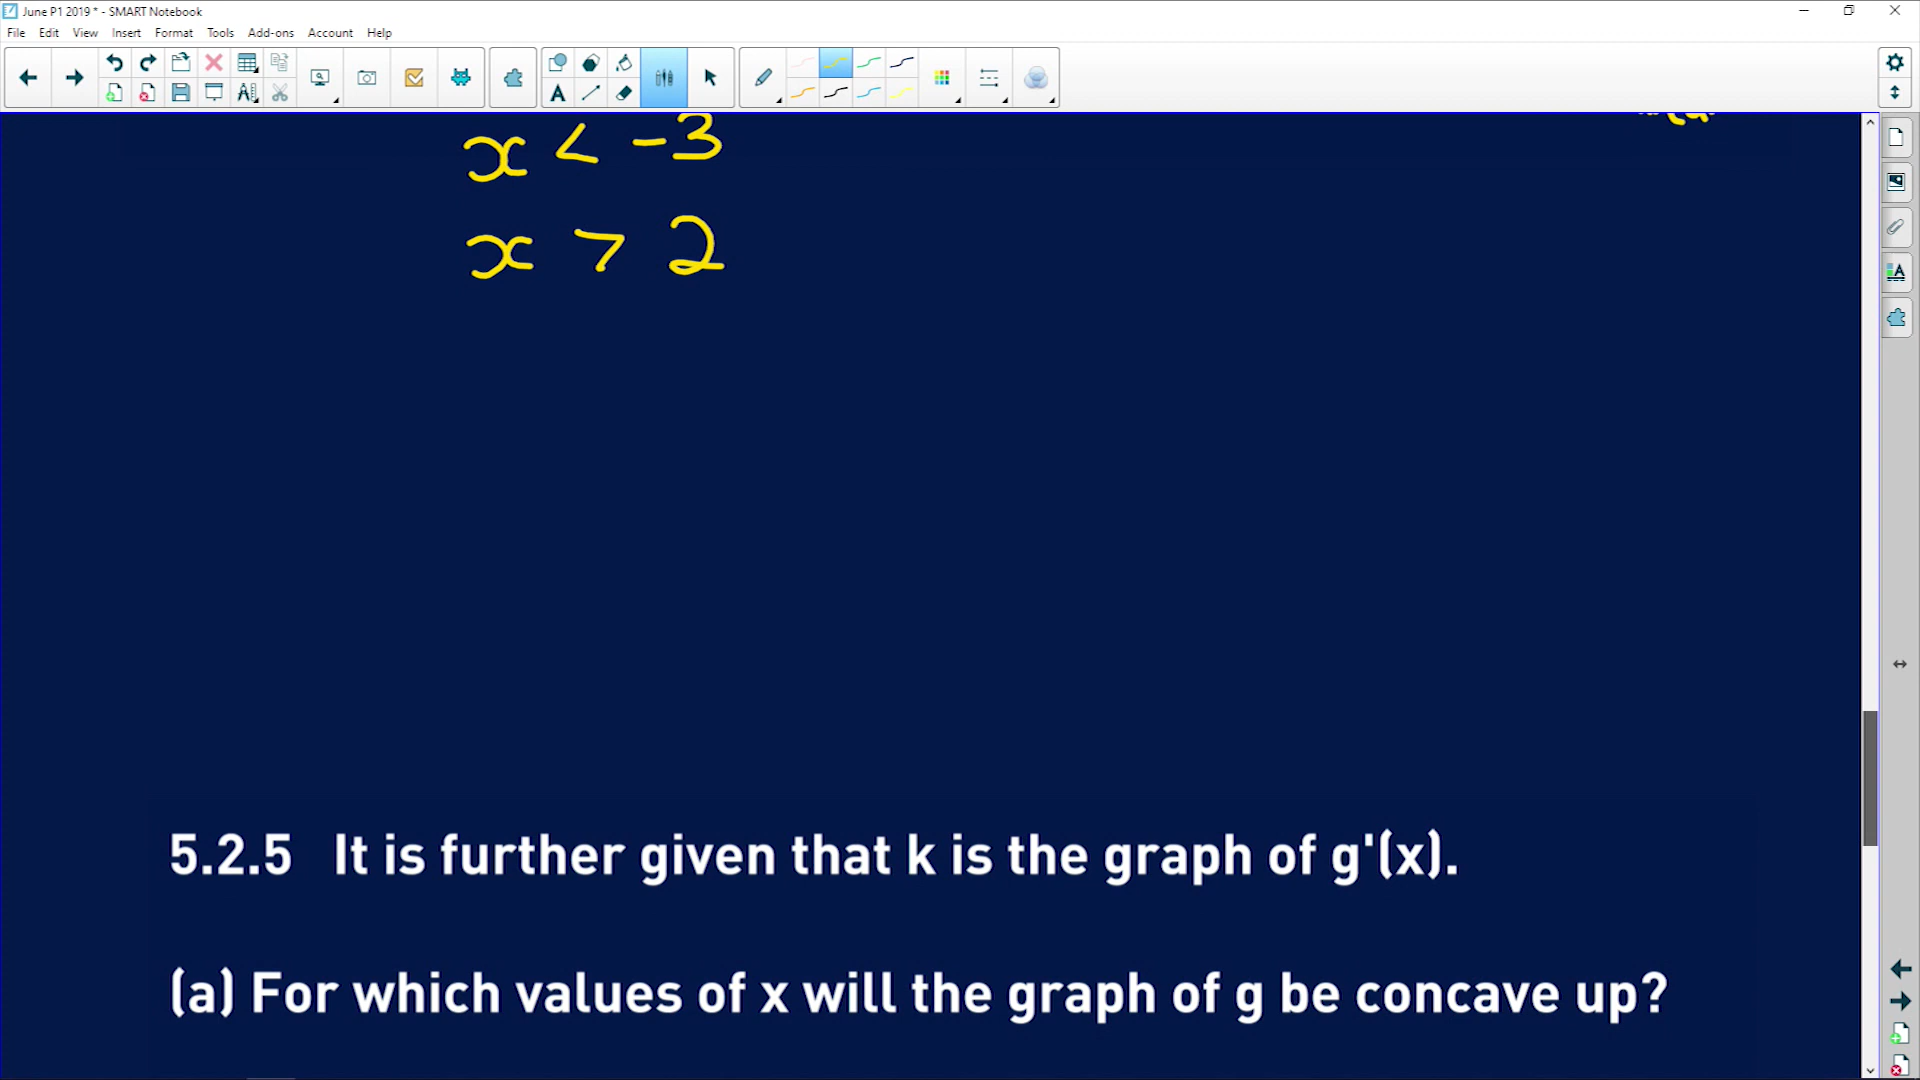 June P1 2019 * - SMART Notebook
File Edit View Insert Format Tools Add-ons Account Help
x < -3
x > 2
5.2.5 It is further given that k is the graph of g'(x).
(a) For which values of x will the graph of g be concave up?